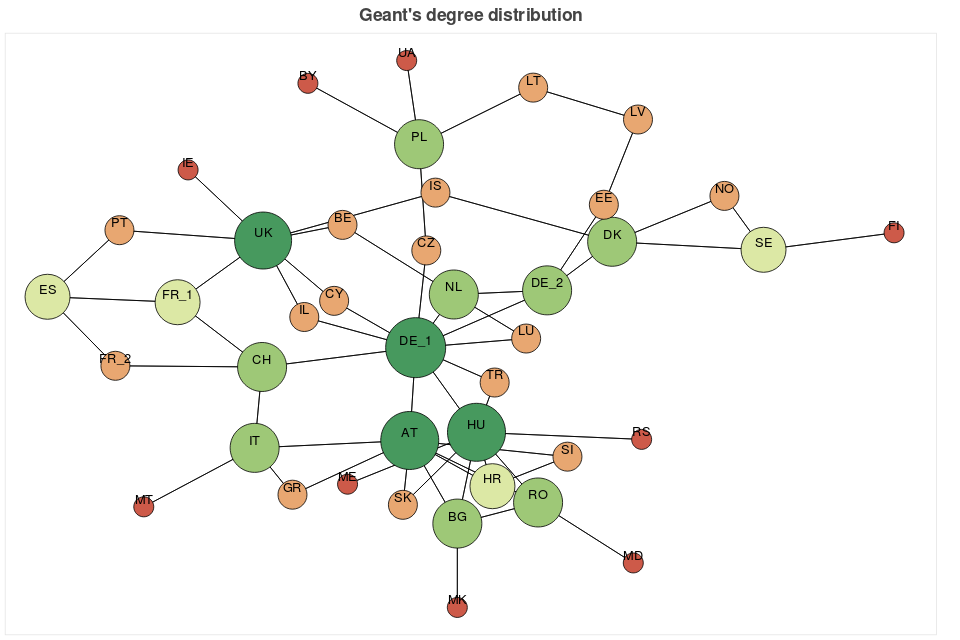 Geant's degree distribution
UA
BY
LT
LV
PL
IE
IS
NO
EE
PT
BE
FI
UK
DK
CZ
SE
DE_2
NL
ES
FR_1
CY
IL
LU
DE_1
FR_2
CH
TR
HU
AT
RS
IT
SI
ME
HR
GR
SK
RO
MT
BG
MD
MK